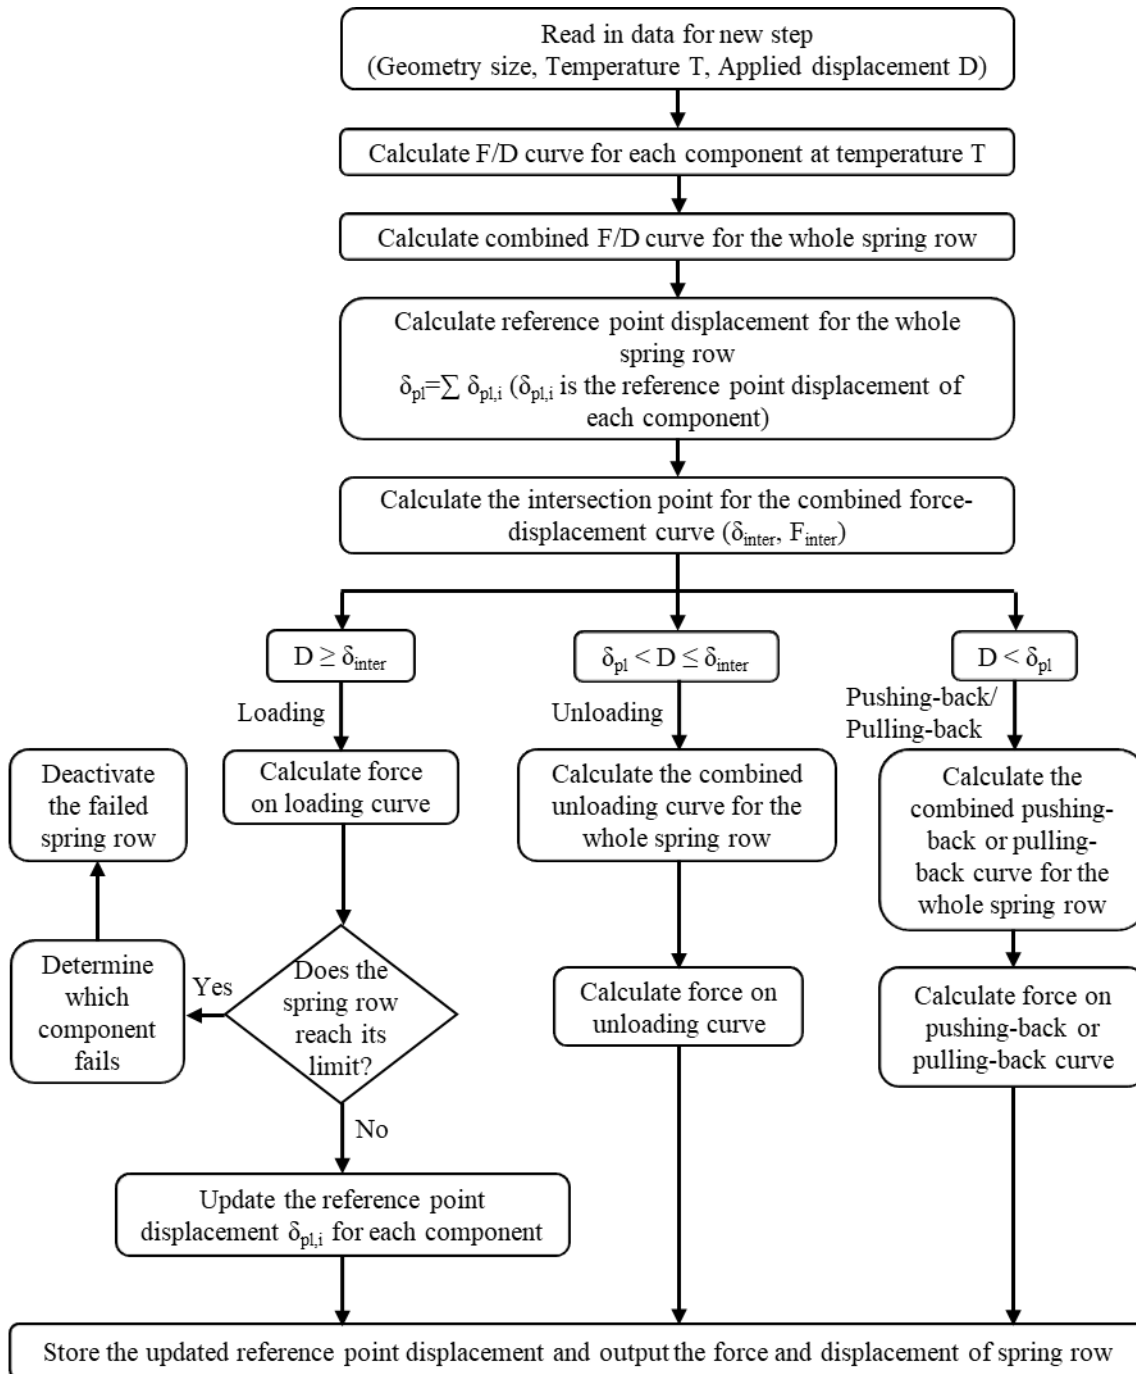 Read in data for new step
(Geometry size, Temperature T, Applied displacement D)
Calculate F/D curve for each component at temperature T
Calculate combined F/D curve for the whole spring row
Calculate reference point displacement for the whole
spring row
δpl=∑ δpl,i (δpl,i is the reference point displacement of
each component)
Calculate the intersection point for the combined force-
displacement curve (δinter, Finter)
D ≥ δinter
δpl < D ≤ δinter
D < δpl
Loading
Unloading
Pushing-back/
Pulling-back
Deactivate
the failed
spring row
Calculate force
on loading curve
Calculate the combined
unloading curve for the
whole spring row
Calculate the
combined pushing-
back or pulling-
back curve for the
whole spring row
Determine
which
component
fails
Yes
Does the
spring row
reach its
limit?
Calculate force on
unloading curve
Calculate force on
pushing-back or
pulling-back curve
No
Update the reference point
displacement δpl,i for each component
Store the updated reference point displacement and output the force and displacement of spring row